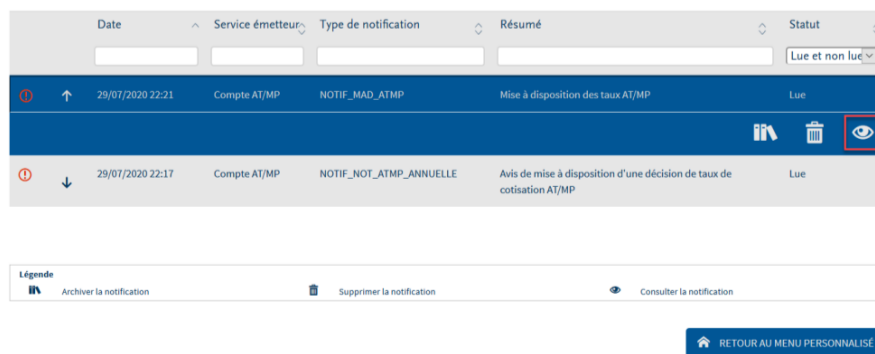 Date Service émetteur Type de notification Résumé Statut
Lue et non lue
29/07/2020 22:21 Compte AT/MP NOTIF_MAD_ATMP Mise à disposition des taux AT/MP Lue
29/07/2020 22:17 Compte AT/MP NOTIF_NOT_ATMP_ANNUELLE Avis de mise à disposition d'une décision de taux de Lue
cotisation AT/MP
Légende
Archiver la notification Supprimer la notification Consulter la notification
RETOUR AU MENU PERSONNALISÉ